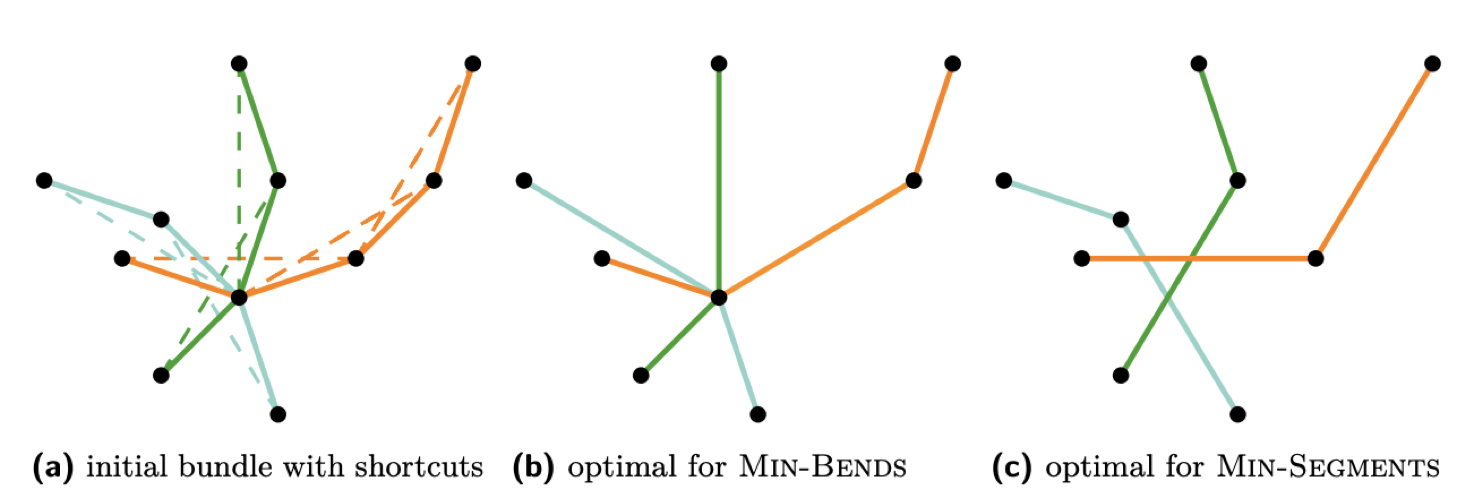 (a) initial bundle with shortcuts (b) optimal for MIN-BENDS (c) optimal for MIN-SEGMENTS